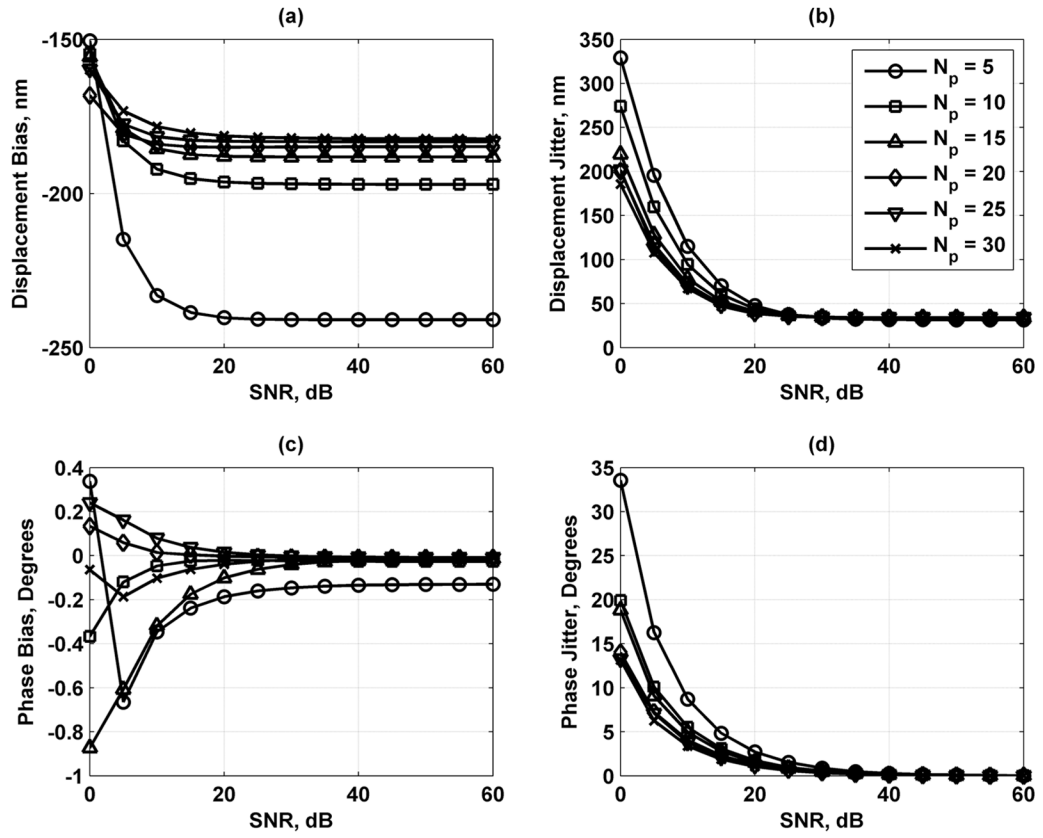 (a)
-150
-200
-250
0 20 40 60
SNR, dB
Displacement Bias, nm
(b)
350
300
250
200
150
100
50
0
0 20 40 60
SNR, dB
Displacement Jitter, nm
N_p = 5
N_p = 10
N_p = 15
N_p = 20
N_p = 25
N_p = 30
(c)
0.4
0.2
0
-0.2
-0.4
-0.6
-0.8
-1
0 20 40 60
SNR, dB
Phase Bias, Degrees
(d)
35
30
25
20
15
10
5
0
0 20 40 60
SNR, dB
Phase Jitter, Degrees